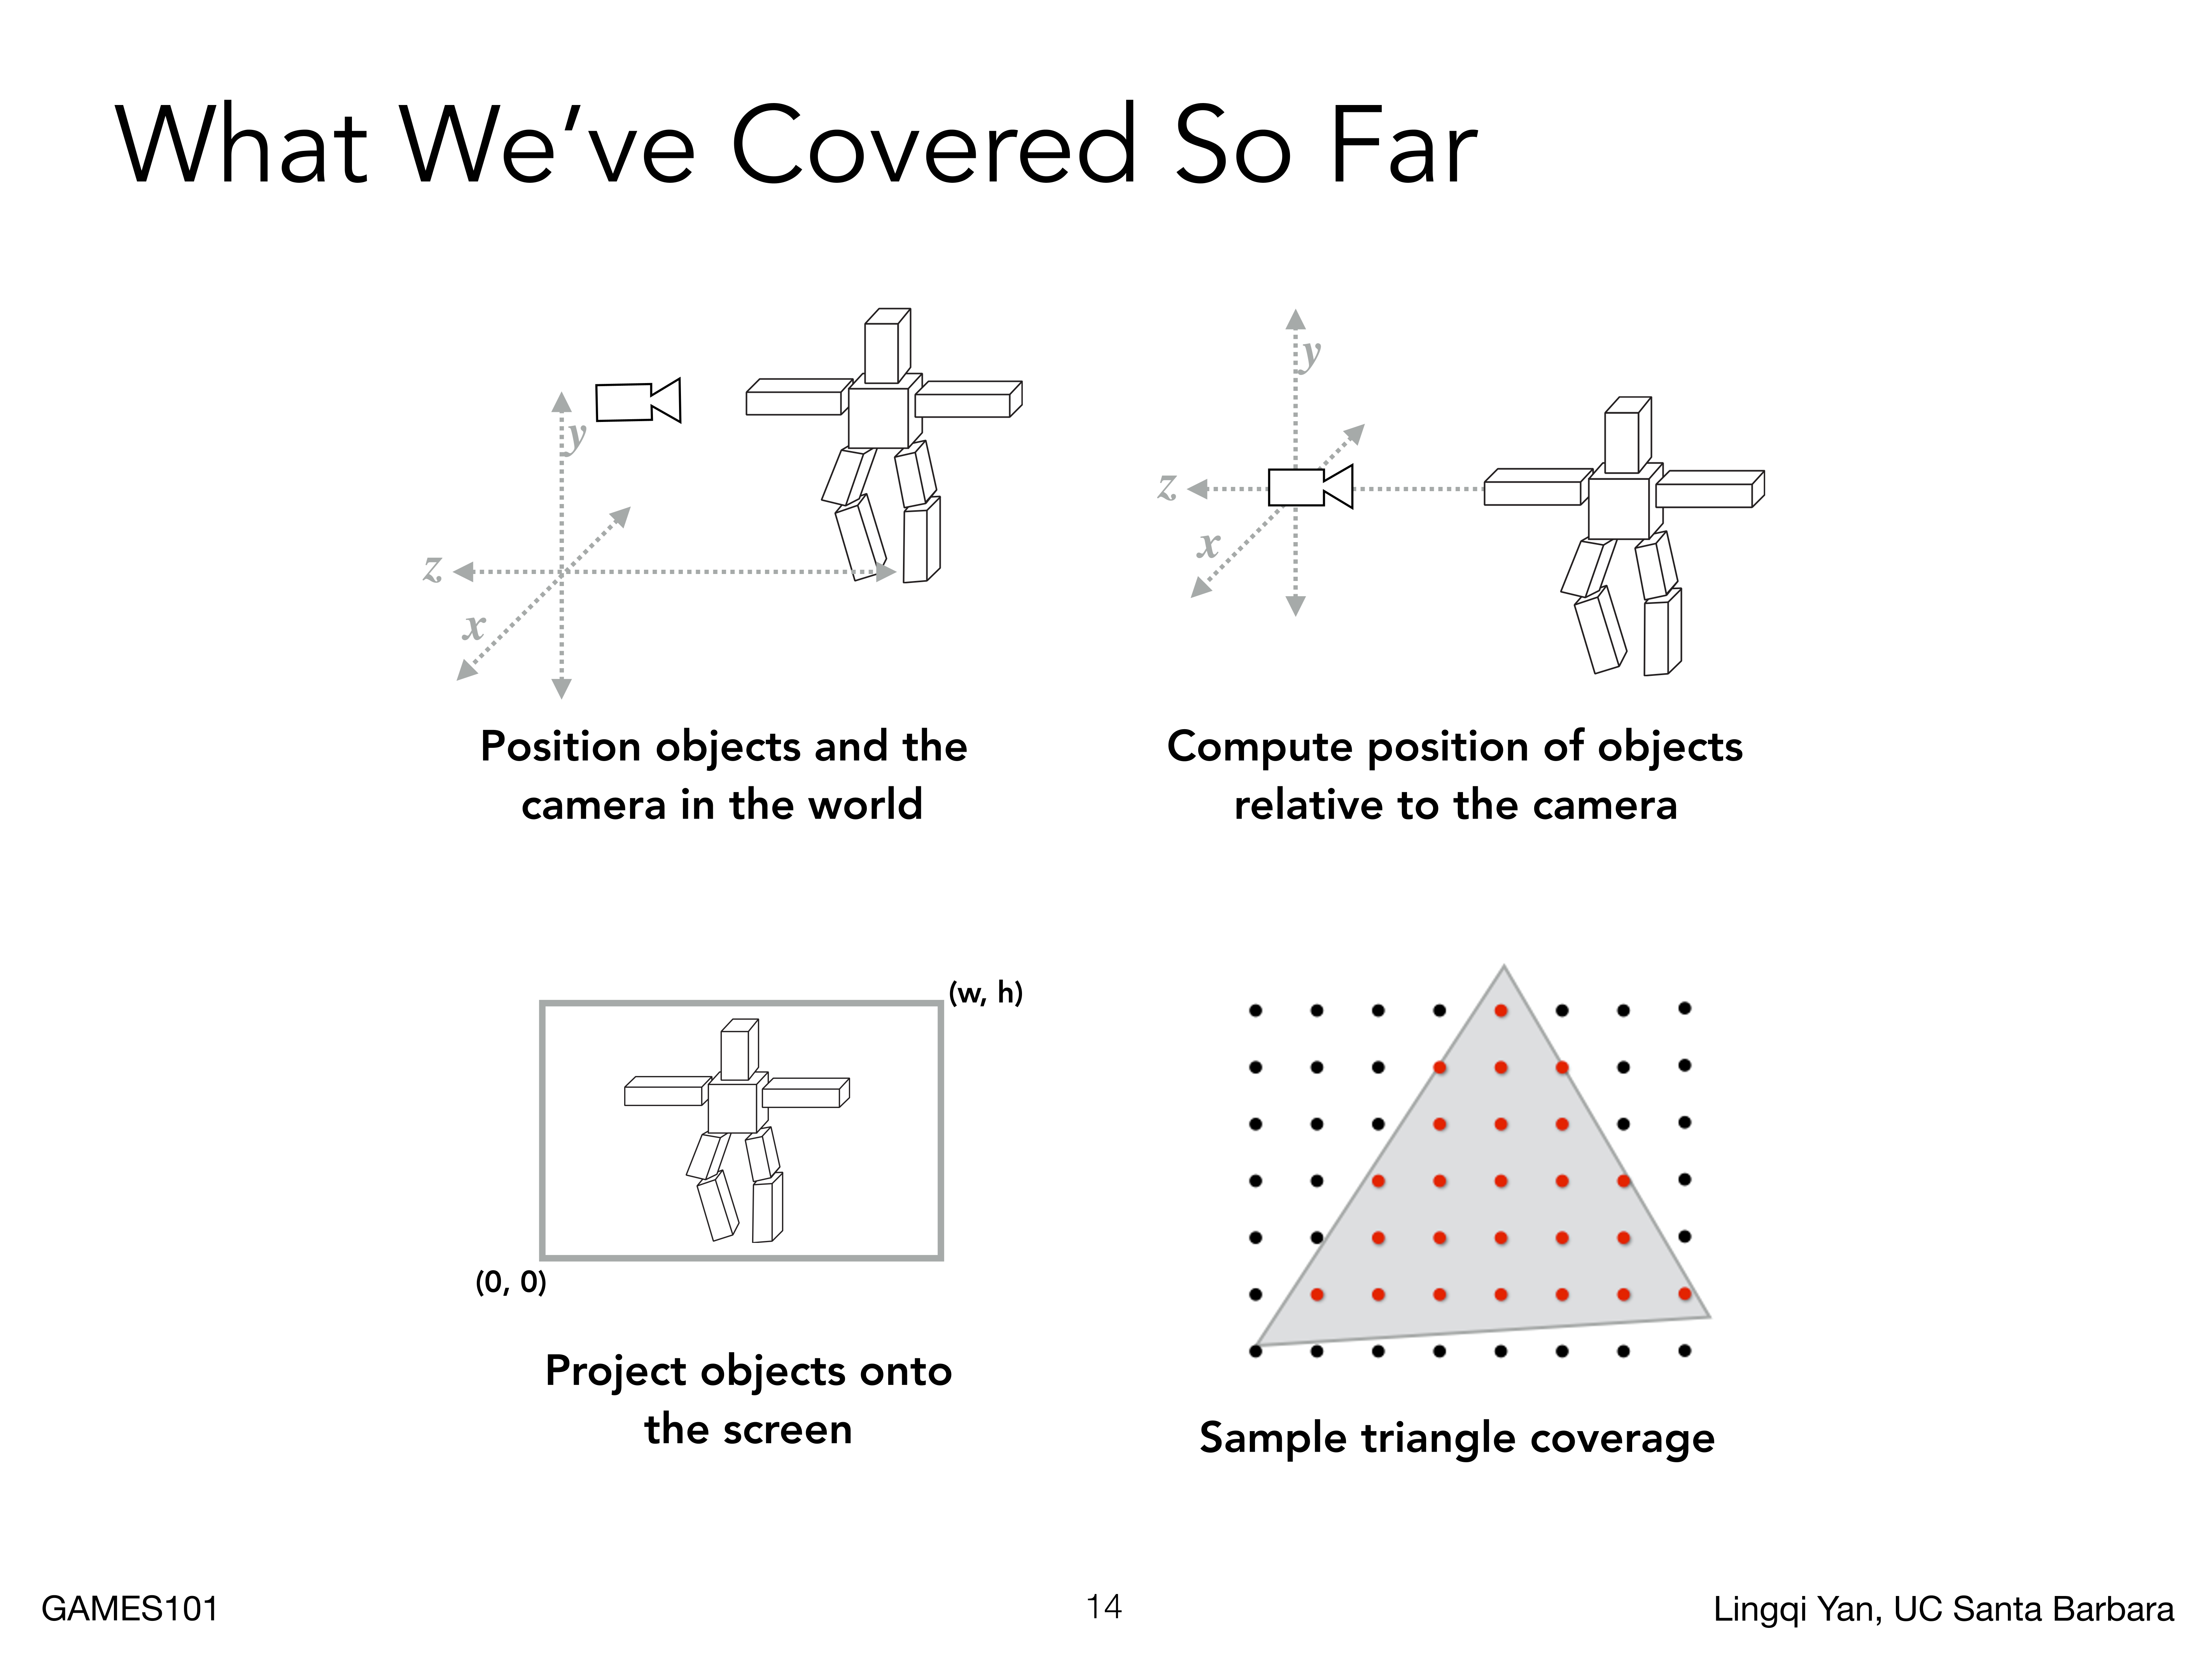 What We’ve Covered So Far
y
z
x
Position objects and the
camera in the world
y
z
x
Compute position of objects
relative to the camera
(w, h)
(0, 0)
Project objects onto
the screen
Sample triangle coverage
GAMES101
14
Lingqi Yan, UC Santa Barbara